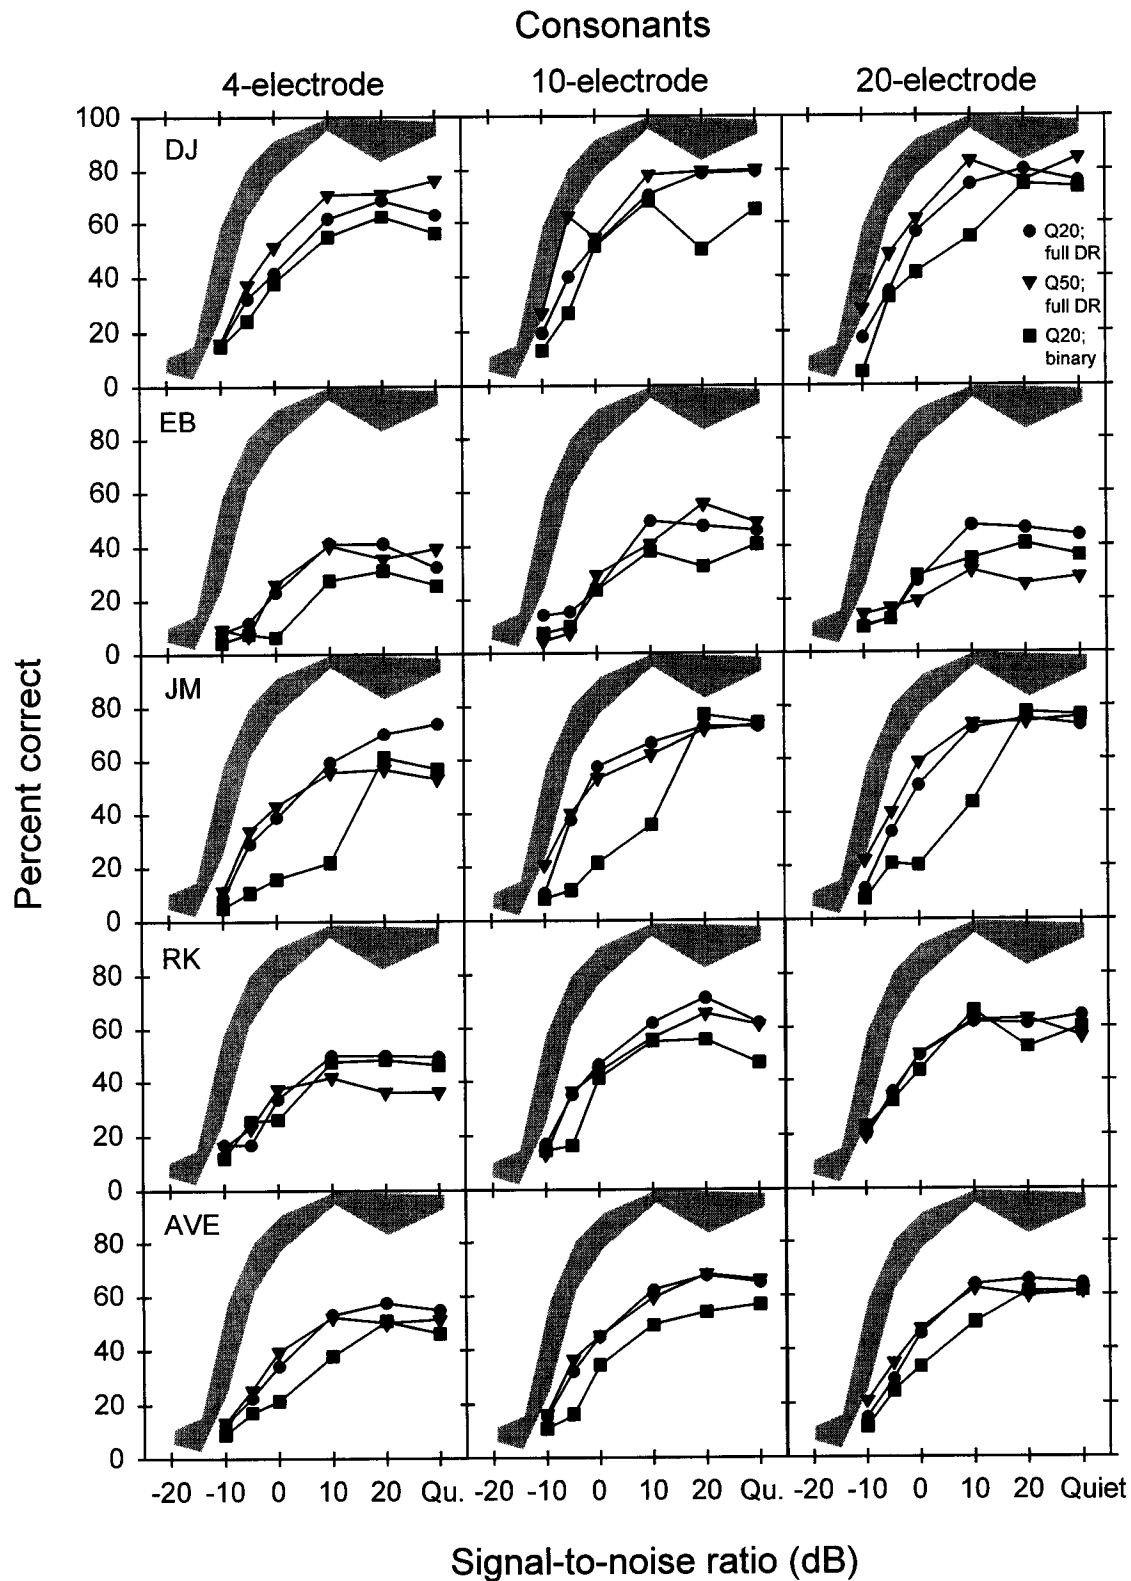 Consonants
4-electrode 10-electrode 20-electrode
100
DJ
80
60
Q20;
full DR
40
Q50;
full DR
20
Q20;
binary
0
EB
80
60
40
20
0
JM
80
60
40
20
0
RK
80
60
40
20
0
AVE
80
60
40
20
0
-20 -10 0 10 20 Qu. -20 -10 0 10 20 Qu. -20 -10 0 10 20 Quiet
Percent correct
Signal-to-noise ratio (dB)